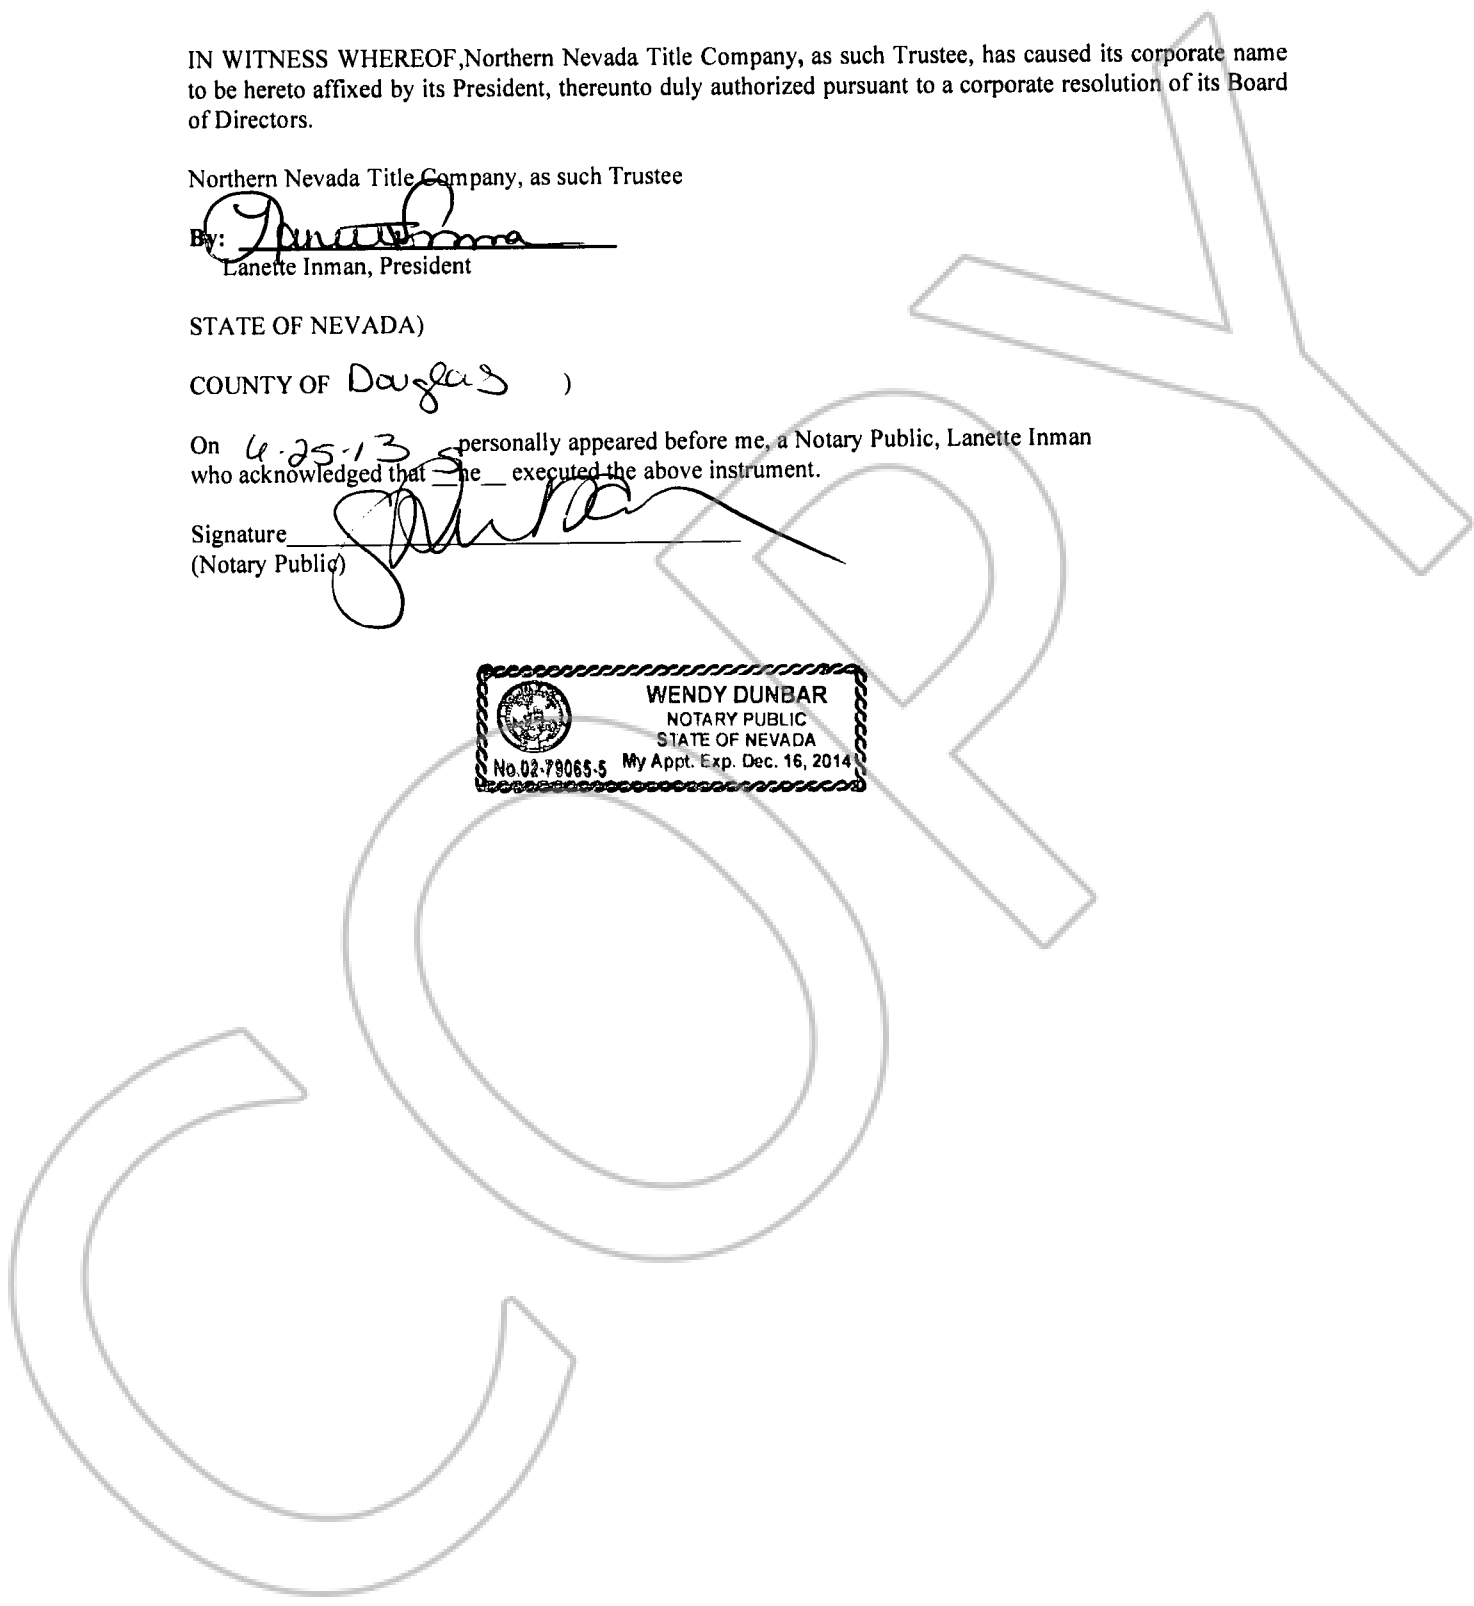 IN WITNESS WHEREOF,Northern Nevada Title Company, as such Trustee, has caused its corporate name
to be hereto affixed by its President, thereunto duly authorized pursuant to a corporate resolution of its Board
of Directors.
Northern Nevada Title Company, as such Trustee
By: Lanette Inman
Lanette Inman, President
STATE OF NEVADA)
COUNTY OF Douglas )
On -25-13 personally appeared before me, a Notary Public, Lanette Inman
who acknowledged that She__ executed the above instrument.
Signature
(Notary Public)
WENDY DUNBAR
NOTARY PUBLIC
STATE OF NEVADA
No.02-79065-5 My Appt. Exp. Dec. 16, 2014
COPY